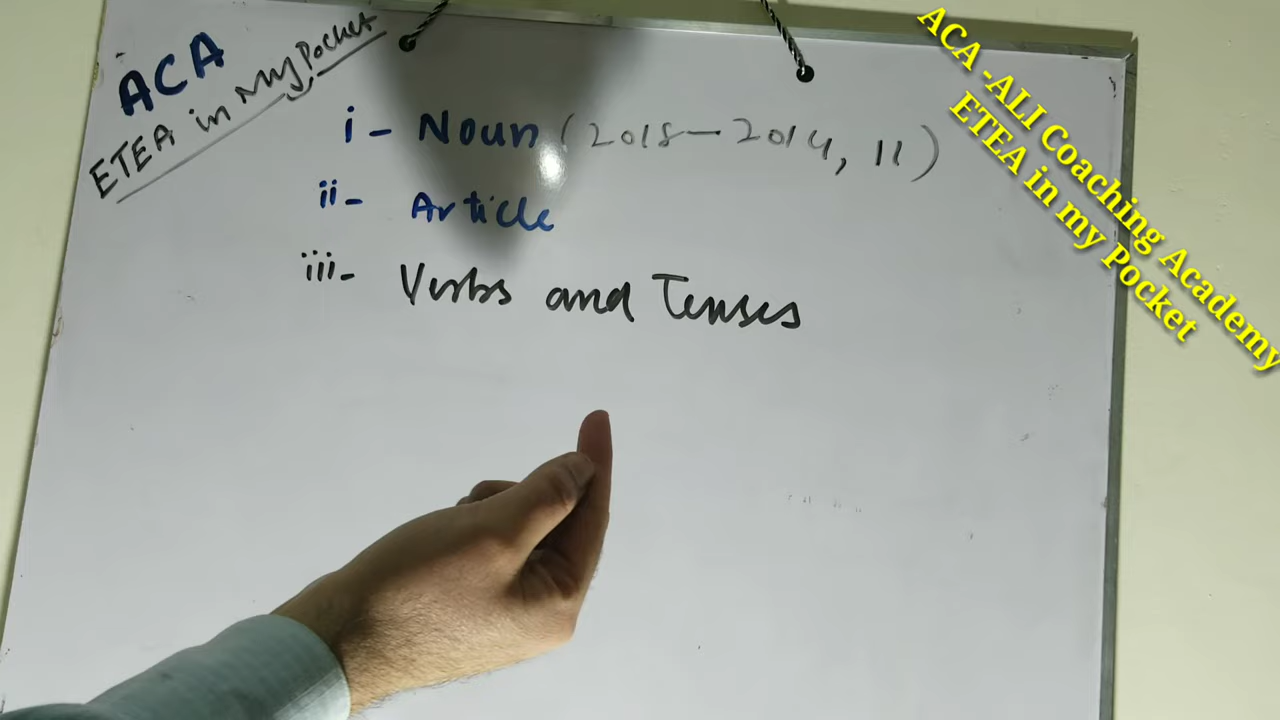 ACA
ETEA in My Pocket
i- Noun (2018-2014, 11)
ii- Article
iii- Verbs and Tenses
ACA -ALI Coaching Academy
ETEA in my Pocket